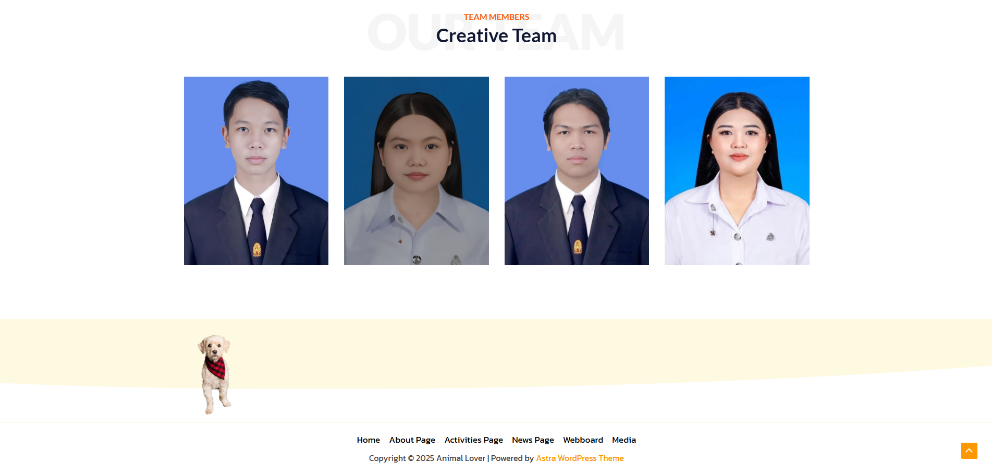 OUR TEAM
TEAM MEMBERS
Creative Team
Home About Page Activities Page News Page Webboard Media
Copyright © 2025 Animal Lover | Powered by Astra WordPress Theme